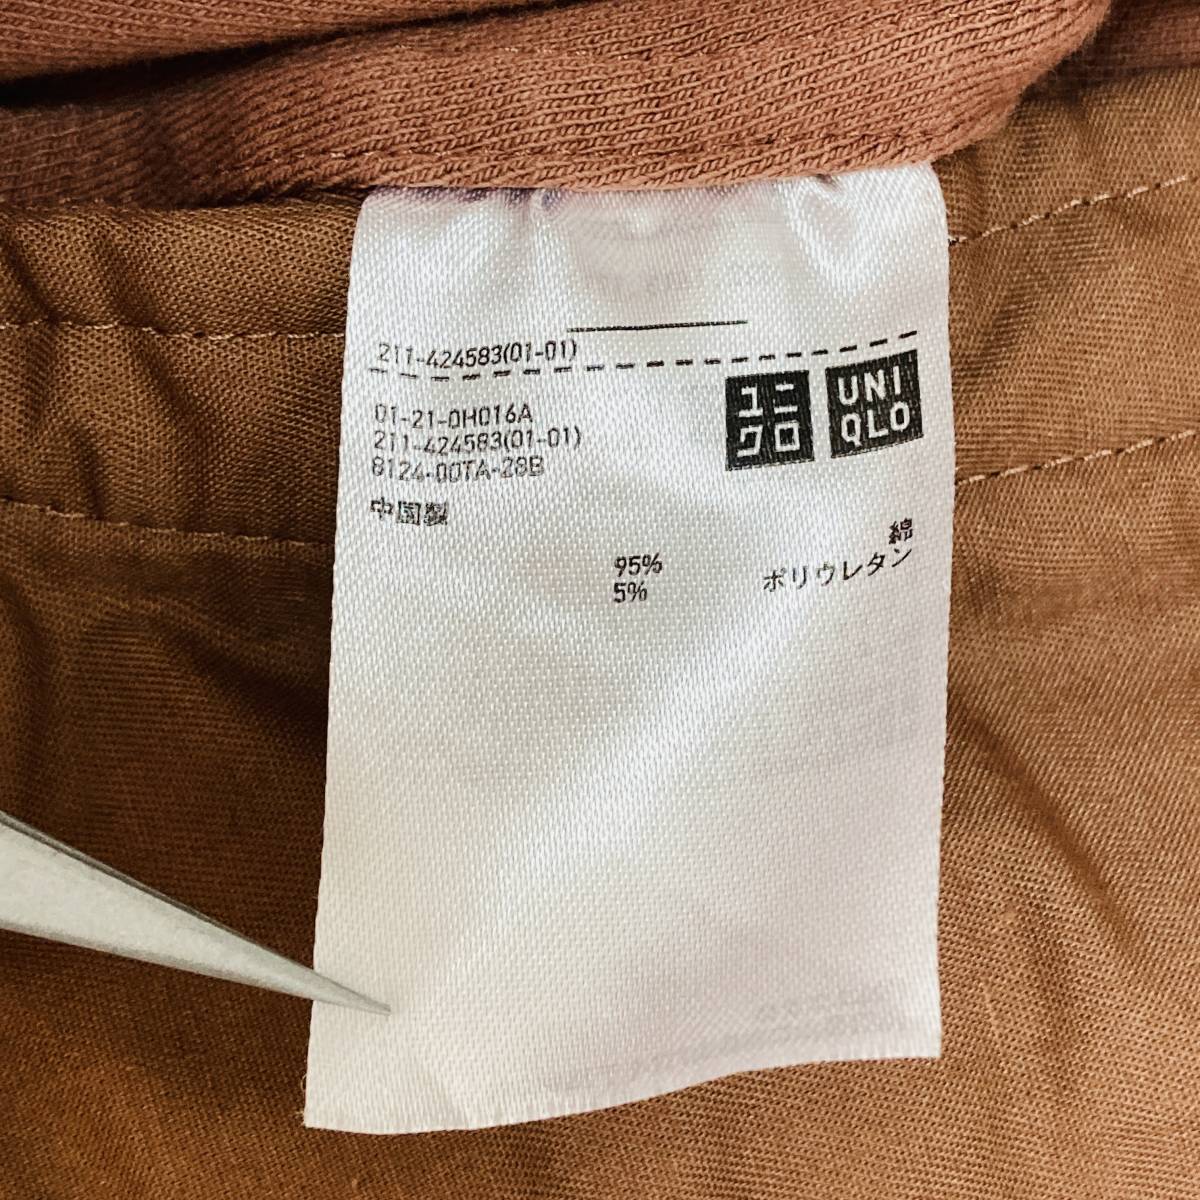 211-424583(01-01)
ユニ
クロ
UNI
QLO
01-21-0H016A
211-424583(01-01)
8124-00TA-28B
中国製
綿 95%
ポリウレタン 5%